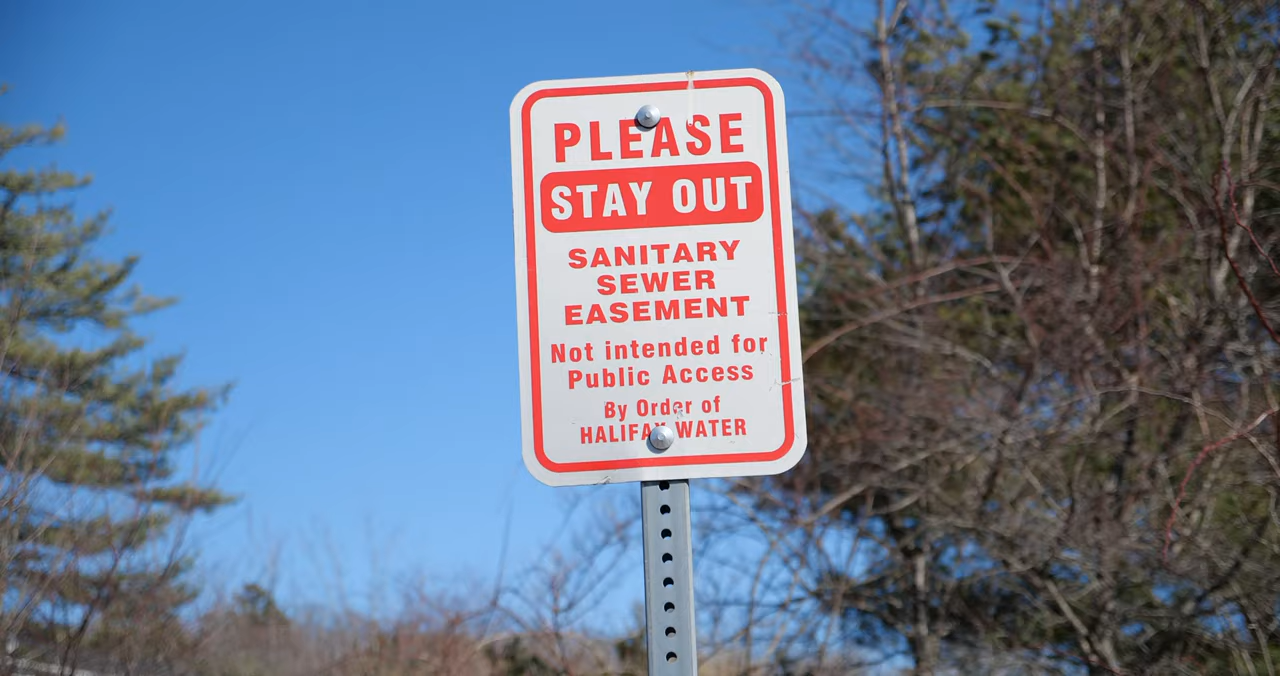 PLEASE
STAY OUT
SANITARY
SEWER
EASEMENT
Not intended for
Public Access
By Order of
HALIFAX WATER